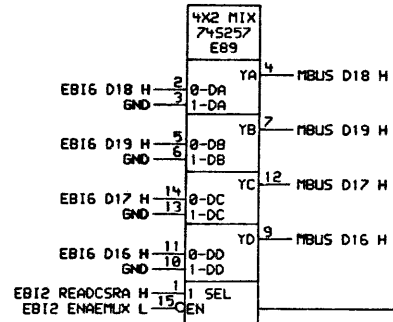 4X2 MIX
74S257
E89
YA 4 MBUS D18 H
EBI6 D18 H 2 0-DA
GND 3 1-DA
YB 7 MBUS D19 H
EBI6 D19 H 5 0-DB
GND 6 1-DB
YC 12 MBUS D17 H
EBI6 D17 H 14 0-DC
GND 13 1-DC
YD 9 MBUS D16 H
EBI6 D16 H 11 0-DD
GND 10 1-DD
EBI2 READCSRA H 1 1 SEL
EBI2 ENAEMUX L 15 EN